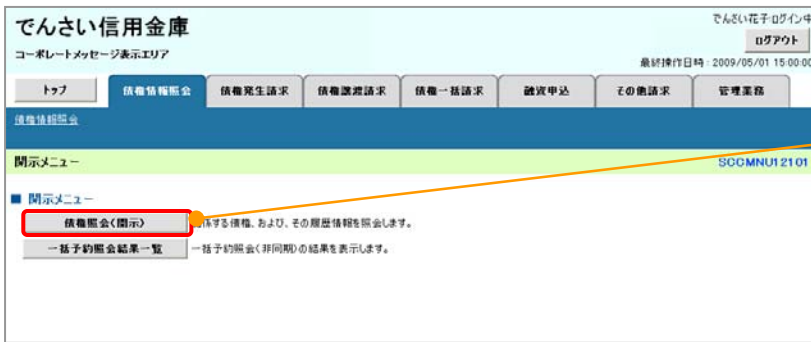 でんさい信用金庫
コーポレートメッセージ表示エリア
でんさい花子ログイン中
ログアウト
最終操作日時:2009/05/01 15:00:00
トップ
債権情報照会
債権発生請求
債権譲渡請求
債権一括請求
融資申込
その他請求
管理業務
債権情報照会
開示メニュー
SCCMNU12101
■ 開示メニュー
債権照会(開示)
係する債権、および、その履歴情報を照会します。
一括予約照会結果一覧
一括予約照会(非同期)の結果を表示します。